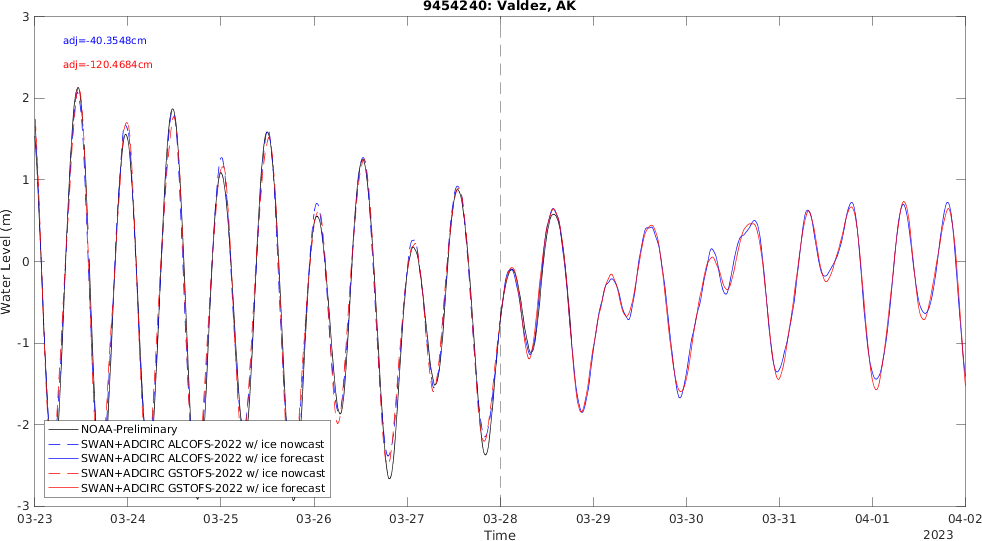 9454240: Valdez, AK
adj=-40.3548cm
adj=-120.4684cm
Water Level (m)
3
2
1
0
-1
-2
-3
NOAA-Preliminary
SWAN+ADCIRC ALCOFS-2022 w/ ice nowcast
SWAN+ADCIRC ALCOFS-2022 w/ ice forecast
SWAN+ADCIRC GSTOFS-2022 w/ ice nowcast
SWAN+ADCIRC GSTOFS-2022 w/ ice forecast
03-23 03-24 03-25 03-26 03-27 03-28 03-29 03-30 03-31 04-01 04-02
Time
2023